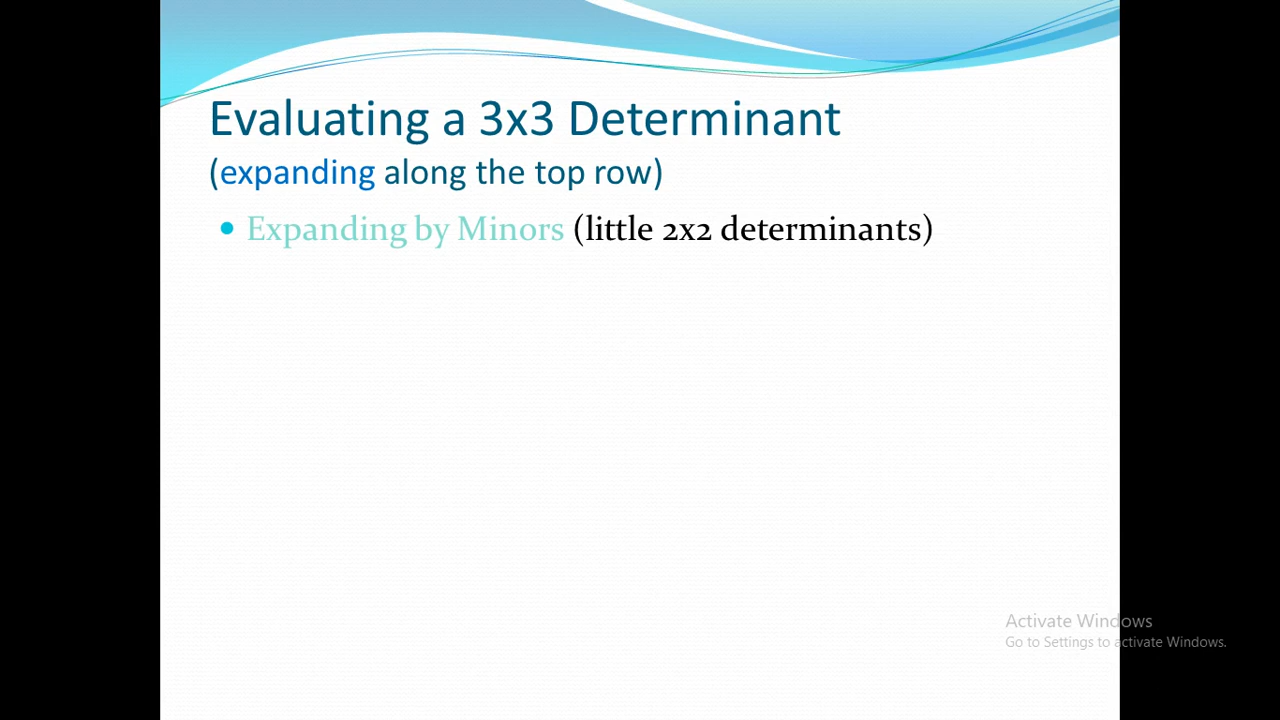 Evaluating a 3x3 Determinant
(expanding along the top row)
• Expanding by Minors (little 2x2 determinants)
Activate Windows
Go to Settings to activate Windows.